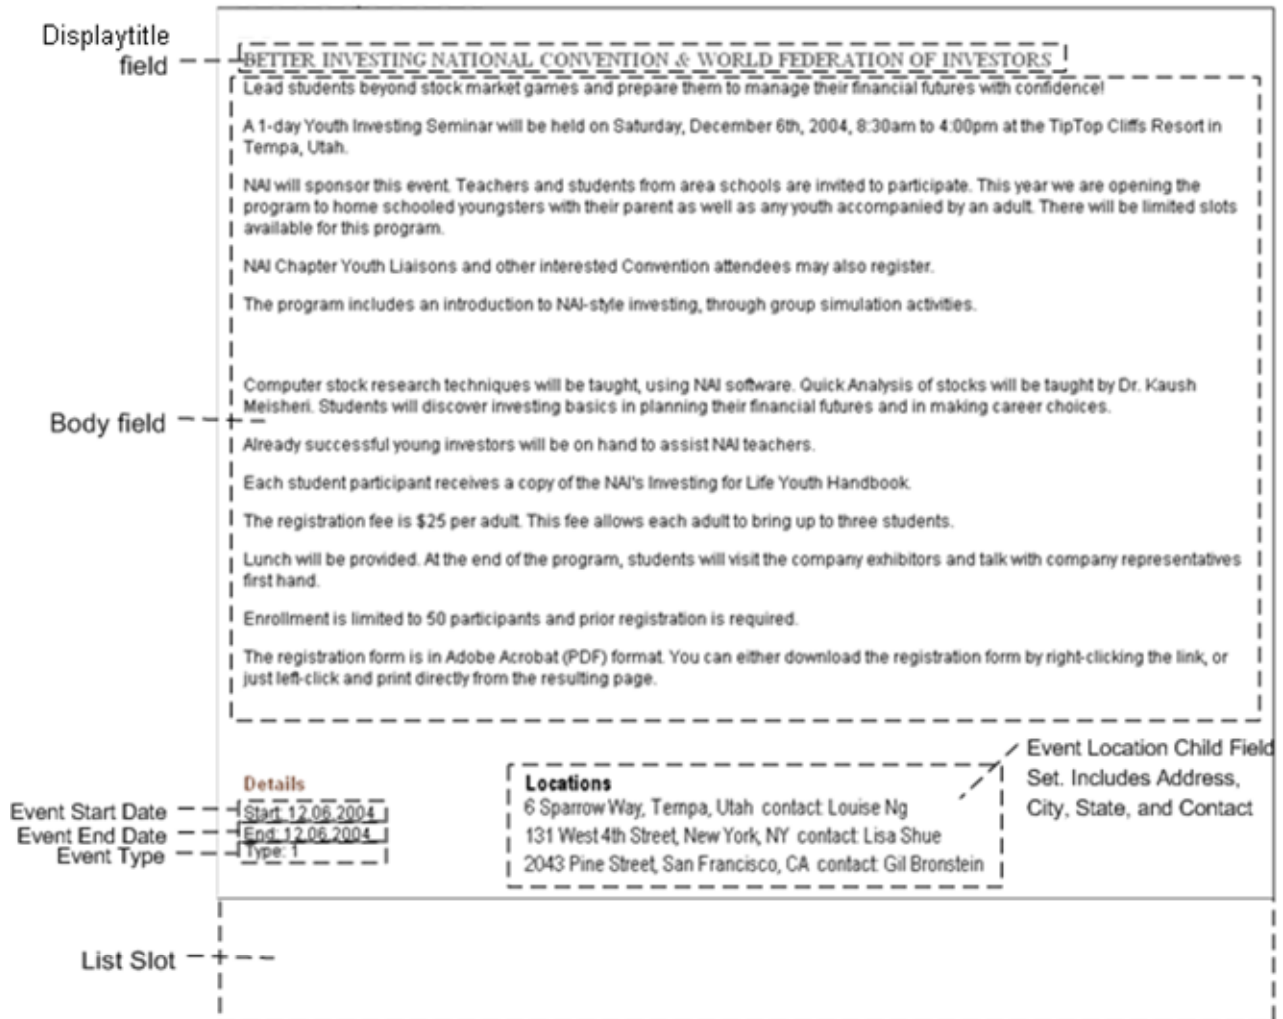 Displaytitle
field
BETTER INVESTING NATIONAL CONVENTION & WORLD FEDERATION OF INVESTORS
Lead students beyond stock market games and prepare them to manage their financial futures with confidence!
A 1-day Youth Investing Seminar will be held on Saturday, December 6th, 2004, 8:30am to 4:00pm at the TipTop Cliffs Resort in
Tempa, Utah.
NAI will sponsor this event. Teachers and students from area schools are invited to participate. This year we are opening the
program to home schooled youngsters with their parent as well as any youth accompanied by an adult. There will be limited slots
available for this program.
NAI Chapter Youth Liaisons and other interested Convention attendees may also register.
The program includes an introduction to NAI-style investing, through group simulation activities.
Computer stock research techniques will be taught, using NAI software. Quick Analysis of stocks will be taught by Dr. Kaush
Meisheri. Students will discover investing basics in planning their financial futures and in making career choices.
Body field
Already successful young investors will be on hand to assist NAI teachers.
Each student participant receives a copy of the NAI's Investing for Life Youth Handbook.
The registration fee is $25 per adult. This fee allows each adult to bring up to three students.
Lunch will be provided. At the end of the program, students will visit the company exhibitors and talk with company representatives
first hand.
Enrollment is limited to 50 participants and prior registration is required.
The registration form is in Adobe Acrobat (PDF) format. You can either download the registration form by right-clicking the link, or
just left-click and print directly from the resulting page.
Event Location Child Field
Set. Includes Address,
City, State, and Contact
Details
Event Start Date
Start: 12.06.2004
Event End Date
End: 12.06.2004
Event Type
Type: 1
Locations
6 Sparrow Way, Tempa, Utah contact: Louise Ng
131 West 4th Street, New York, NY contact: Lisa Shue
2043 Pine Street, San Francisco, CA contact: Gil Bronstein
List Slot